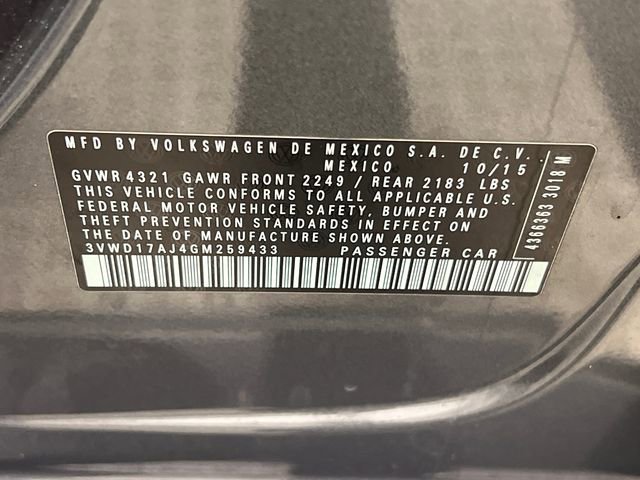 MFD BY VOLKSWAGEN DE MEXICO S.A. DE C.V.
MEXICO 10/15
GVWR 4321 GAWR FRONT 2249 / REAR 2183 LBS
THIS VEHICLE CONFORMS TO ALL APPLICABLE U.S.
FEDERAL MOTOR VEHICLE SAFETY, BUMPER AND
THEFT PREVENTION STANDARDS IN EFFECT ON
THE DATE OF MANUFACTURE SHOWN ABOVE.
3VWD17AJ4GM259433 PASSENGER CAR
4366363 3018 M